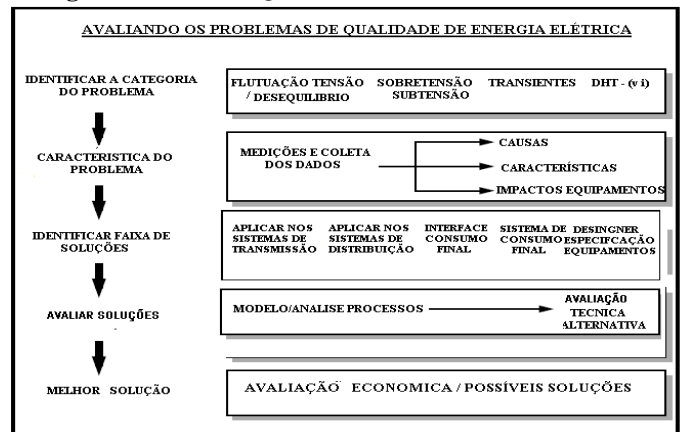 AVALIANDO OS PROBLEMAS DE QUALIDADE DE ENERGIA ELÉTRICA
IDENTIFICAR A CATEGORIA
DO PROBLEMA
FLUTUAÇÃO TENSÃO
/ DESEQUILIBRIO
SOBRETENSÃO
SUBTENSÃO
TRANSIENTES
DHT - (v i)
CARACTERISTICA DO
PROBLEMA
MEDIÇÕES E COLETA
DOS DADOS
CAUSAS
CARACTERÍSTICAS
IMPACTOS EQUIPAMENTOS
IDENTIFICAR FAIXA DE
SOLUÇÕES
APLICAR NOS
SISTEMAS DE
TRANSMISSÃO
APLICAR NOS
SISTEMAS DE
DISTRIBUIÇÃO
INTERFACE
CONSUMO
FINAL
SISTEMA DE
CONSUMO
FINAL
DESINGNER
ESPECIFCAÇÃO
EQUIPAMENTOS
AVALIAR SOLUÇÕES
MODELO/ANALISE PROCESSOS
AVALIAÇÃO
TECNICA
ALTERNATIVA
MELHOR SOLUÇÃO
AVALIAÇÃO ECONOMICA / POSSÍVEIS SOLUÇÕES